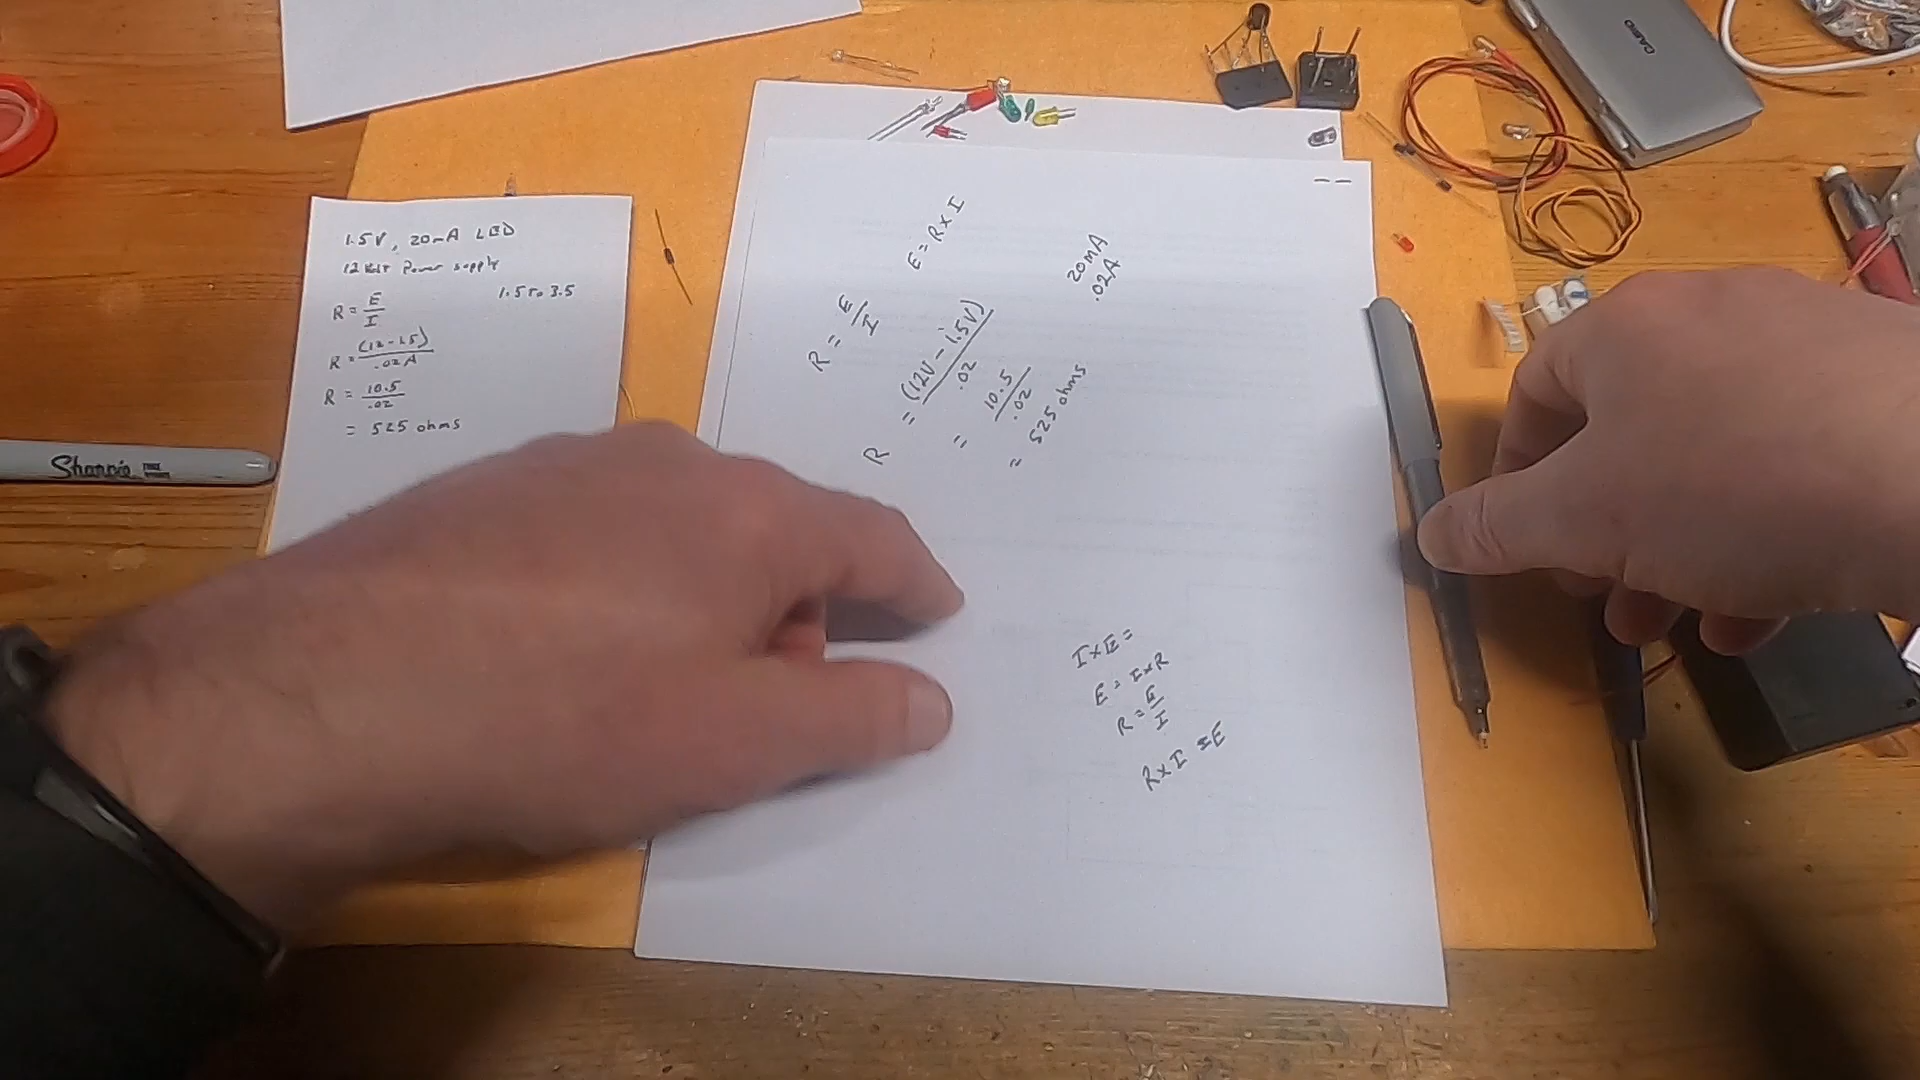 1.5V, 20mA LED
12 Volt Power supply
1.5 To 3.5
R = E/I
R = (12-1.5)/.02A
R = 10.5/.02
= 525 ohms
Sharpie
E = R x I
20mA
.02A
R = E/I
R = (12V - 1.5V)/.02
= 10.5/.02
= 525 ohms
I x E =
E = I x R
R = E/I
R x I = E
CASIO